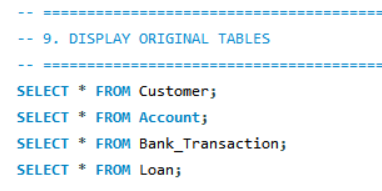 -- ========================================
-- 9. DISPLAY ORIGINAL TABLES
-- ========================================
SELECT * FROM Customer;
SELECT * FROM Account;
SELECT * FROM Bank_Transaction;
SELECT * FROM Loan;